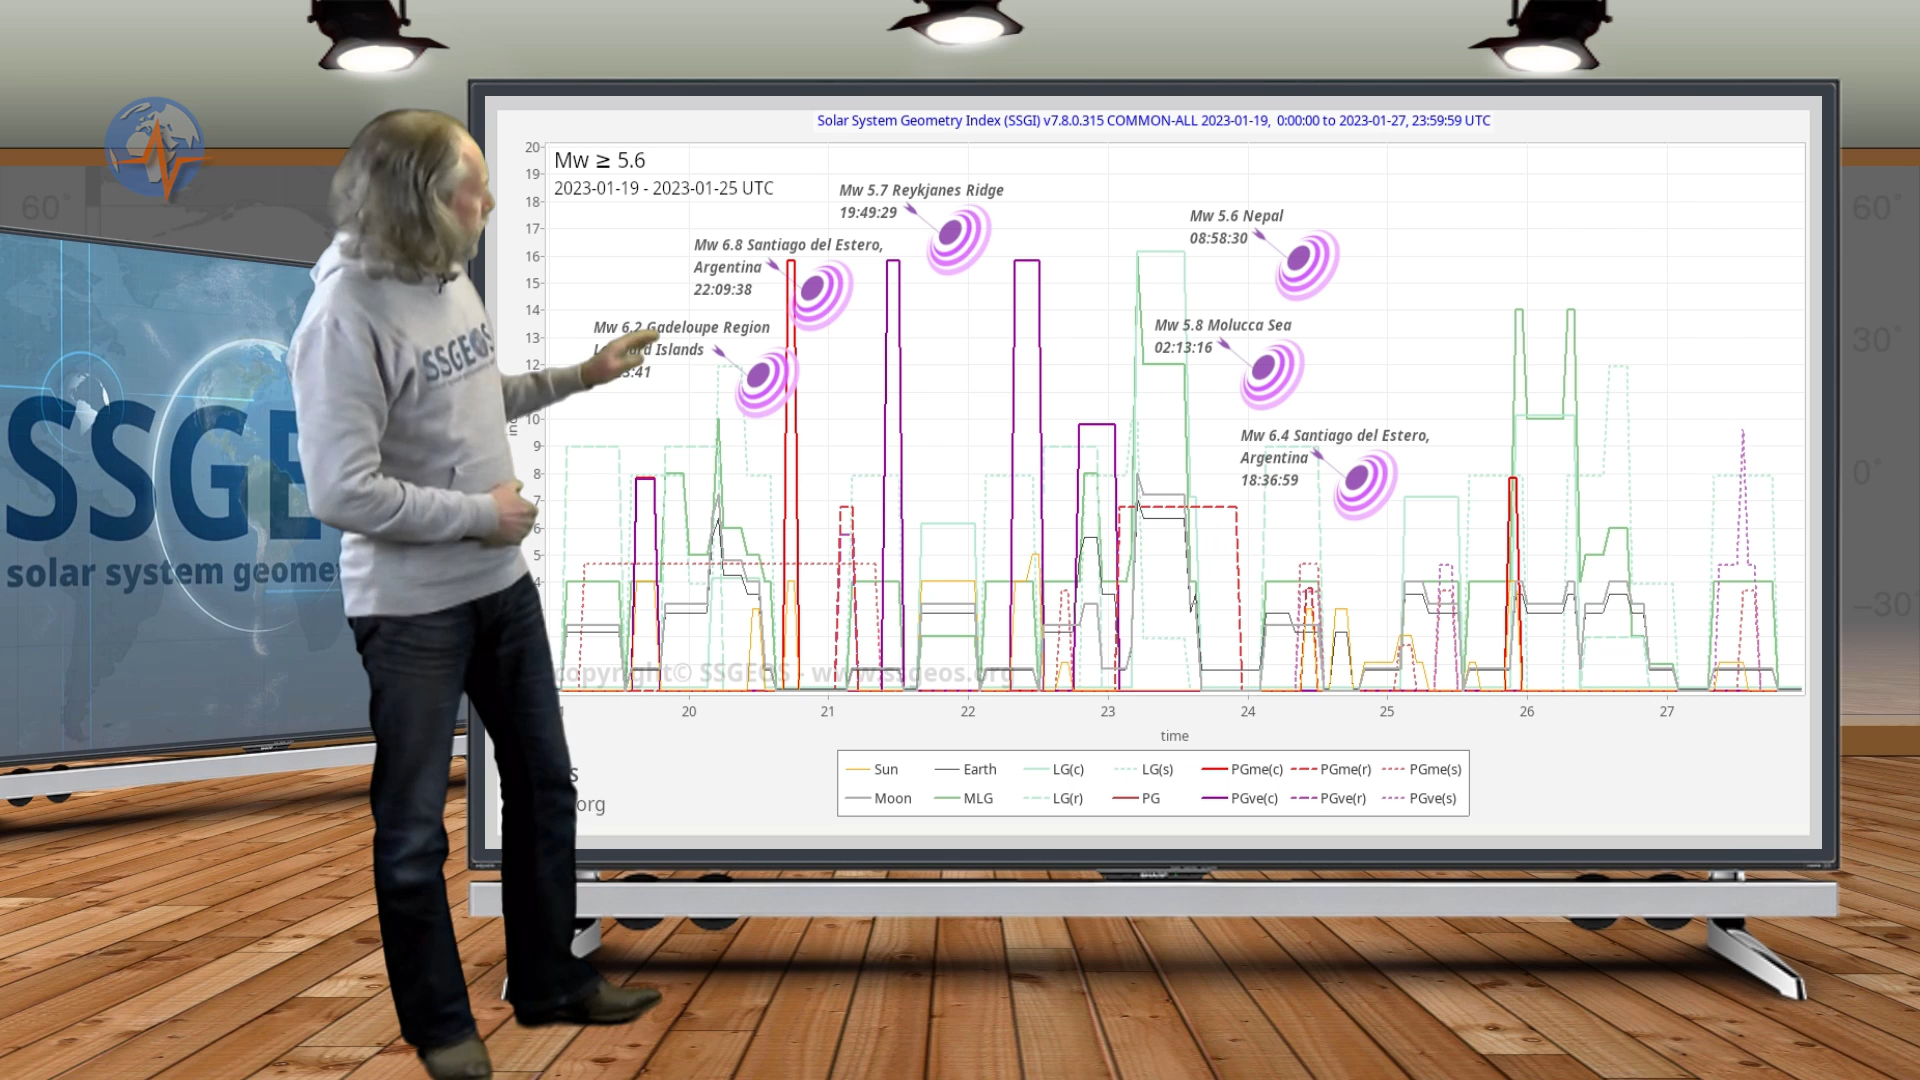 Solar System Geometry Index (SSGI) v7.8.0.315 COMMON-ALL 2023-01-19, 0:00:00 to 2023-01-27, 23:59:59 UTC
Mw ≥ 5.6
2023-01-19 - 2023-01-25 UTC
Mw 5.7 Reykjanes Ridge
19:49:29
Mw 5.6 Nepal
08:58:30
Mw 6.8 Santiago del Estero,
Argentina
22:09:38
Mw 6.2 Gadeloupe Region
Islands
:41
Mw 5.8 Molucca Sea
02:13:16
Mw 6.4 Santiago del Estero,
Argentina
18:36:59
20
19
18
17
16
15
14
13
12
10
9
8
7
6
5
4
copyright© SSGEOS - www.ssgeos.org
20 21 22 23 24 25 26 27
time
Sun Earth LG(c) LG(s) PGme(c) PGme(r) PGme(s)
Moon MLG LG(r) PG PGve(c) PGve(r) PGve(s)
org
SSGEOS
SSGE
solar system geome
60°
60°
30°
0°
-30°